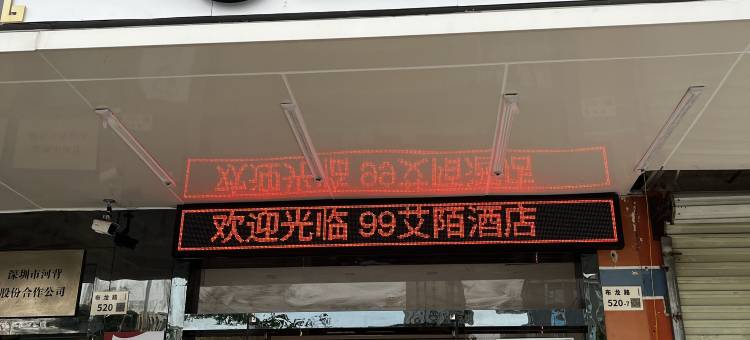 欢迎光临 99艾陌酒店
深圳市河背
股份合作公司
布龙路
520
布龙路
520-7